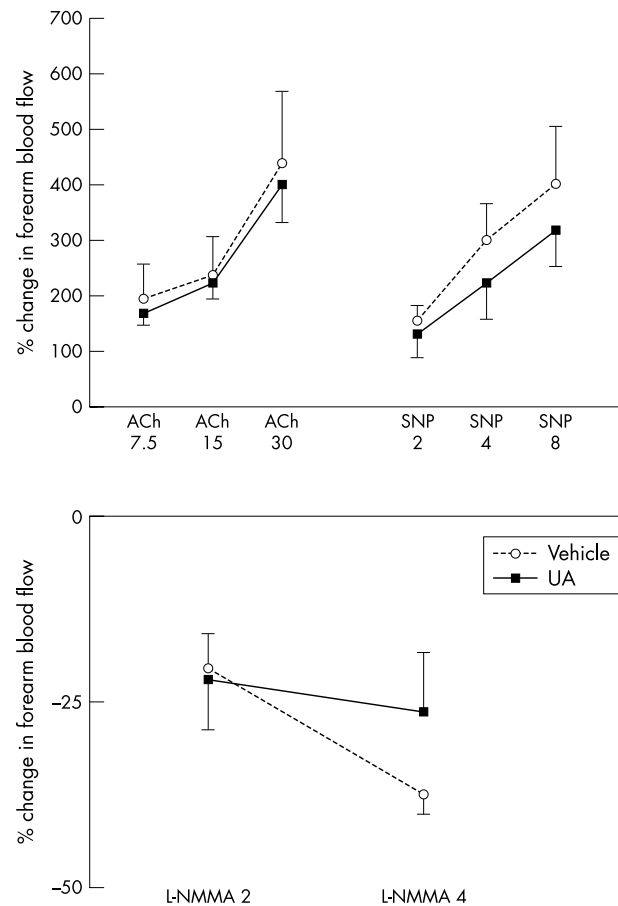 700
600
500
400
300
200
100
0
% change in forearm blood flow
ACh ACh ACh SNP SNP SNP
7.5 15 30 2 4 8
0
–25
–50
% change in forearm blood flow
Vehicle
UA
L-NMMA 2 L-NMMA 4